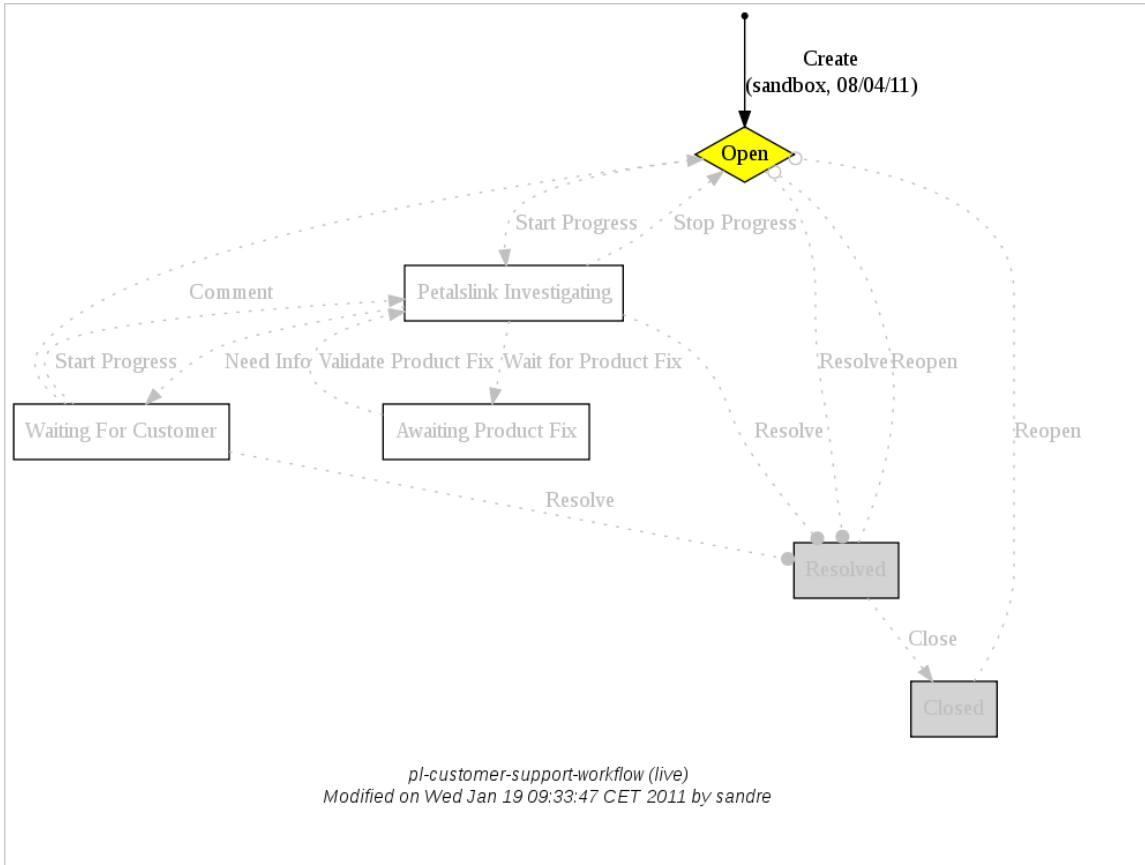 Create
(sandbox, 08/04/11)
Open
Start Progress
Stop Progress
Petalslink Investigating
Comment
Start Progress
Need Info
Validate Product Fix
Wait for Product Fix
Resolve
Reopen
Waiting For Customer
Awaiting Product Fix
Resolve
Reopen
Resolve
Resolved
Close
Closed
pl-customer-support-workflow (live)
Modified on Wed Jan 19 09:33:47 CET 2011 by sandre